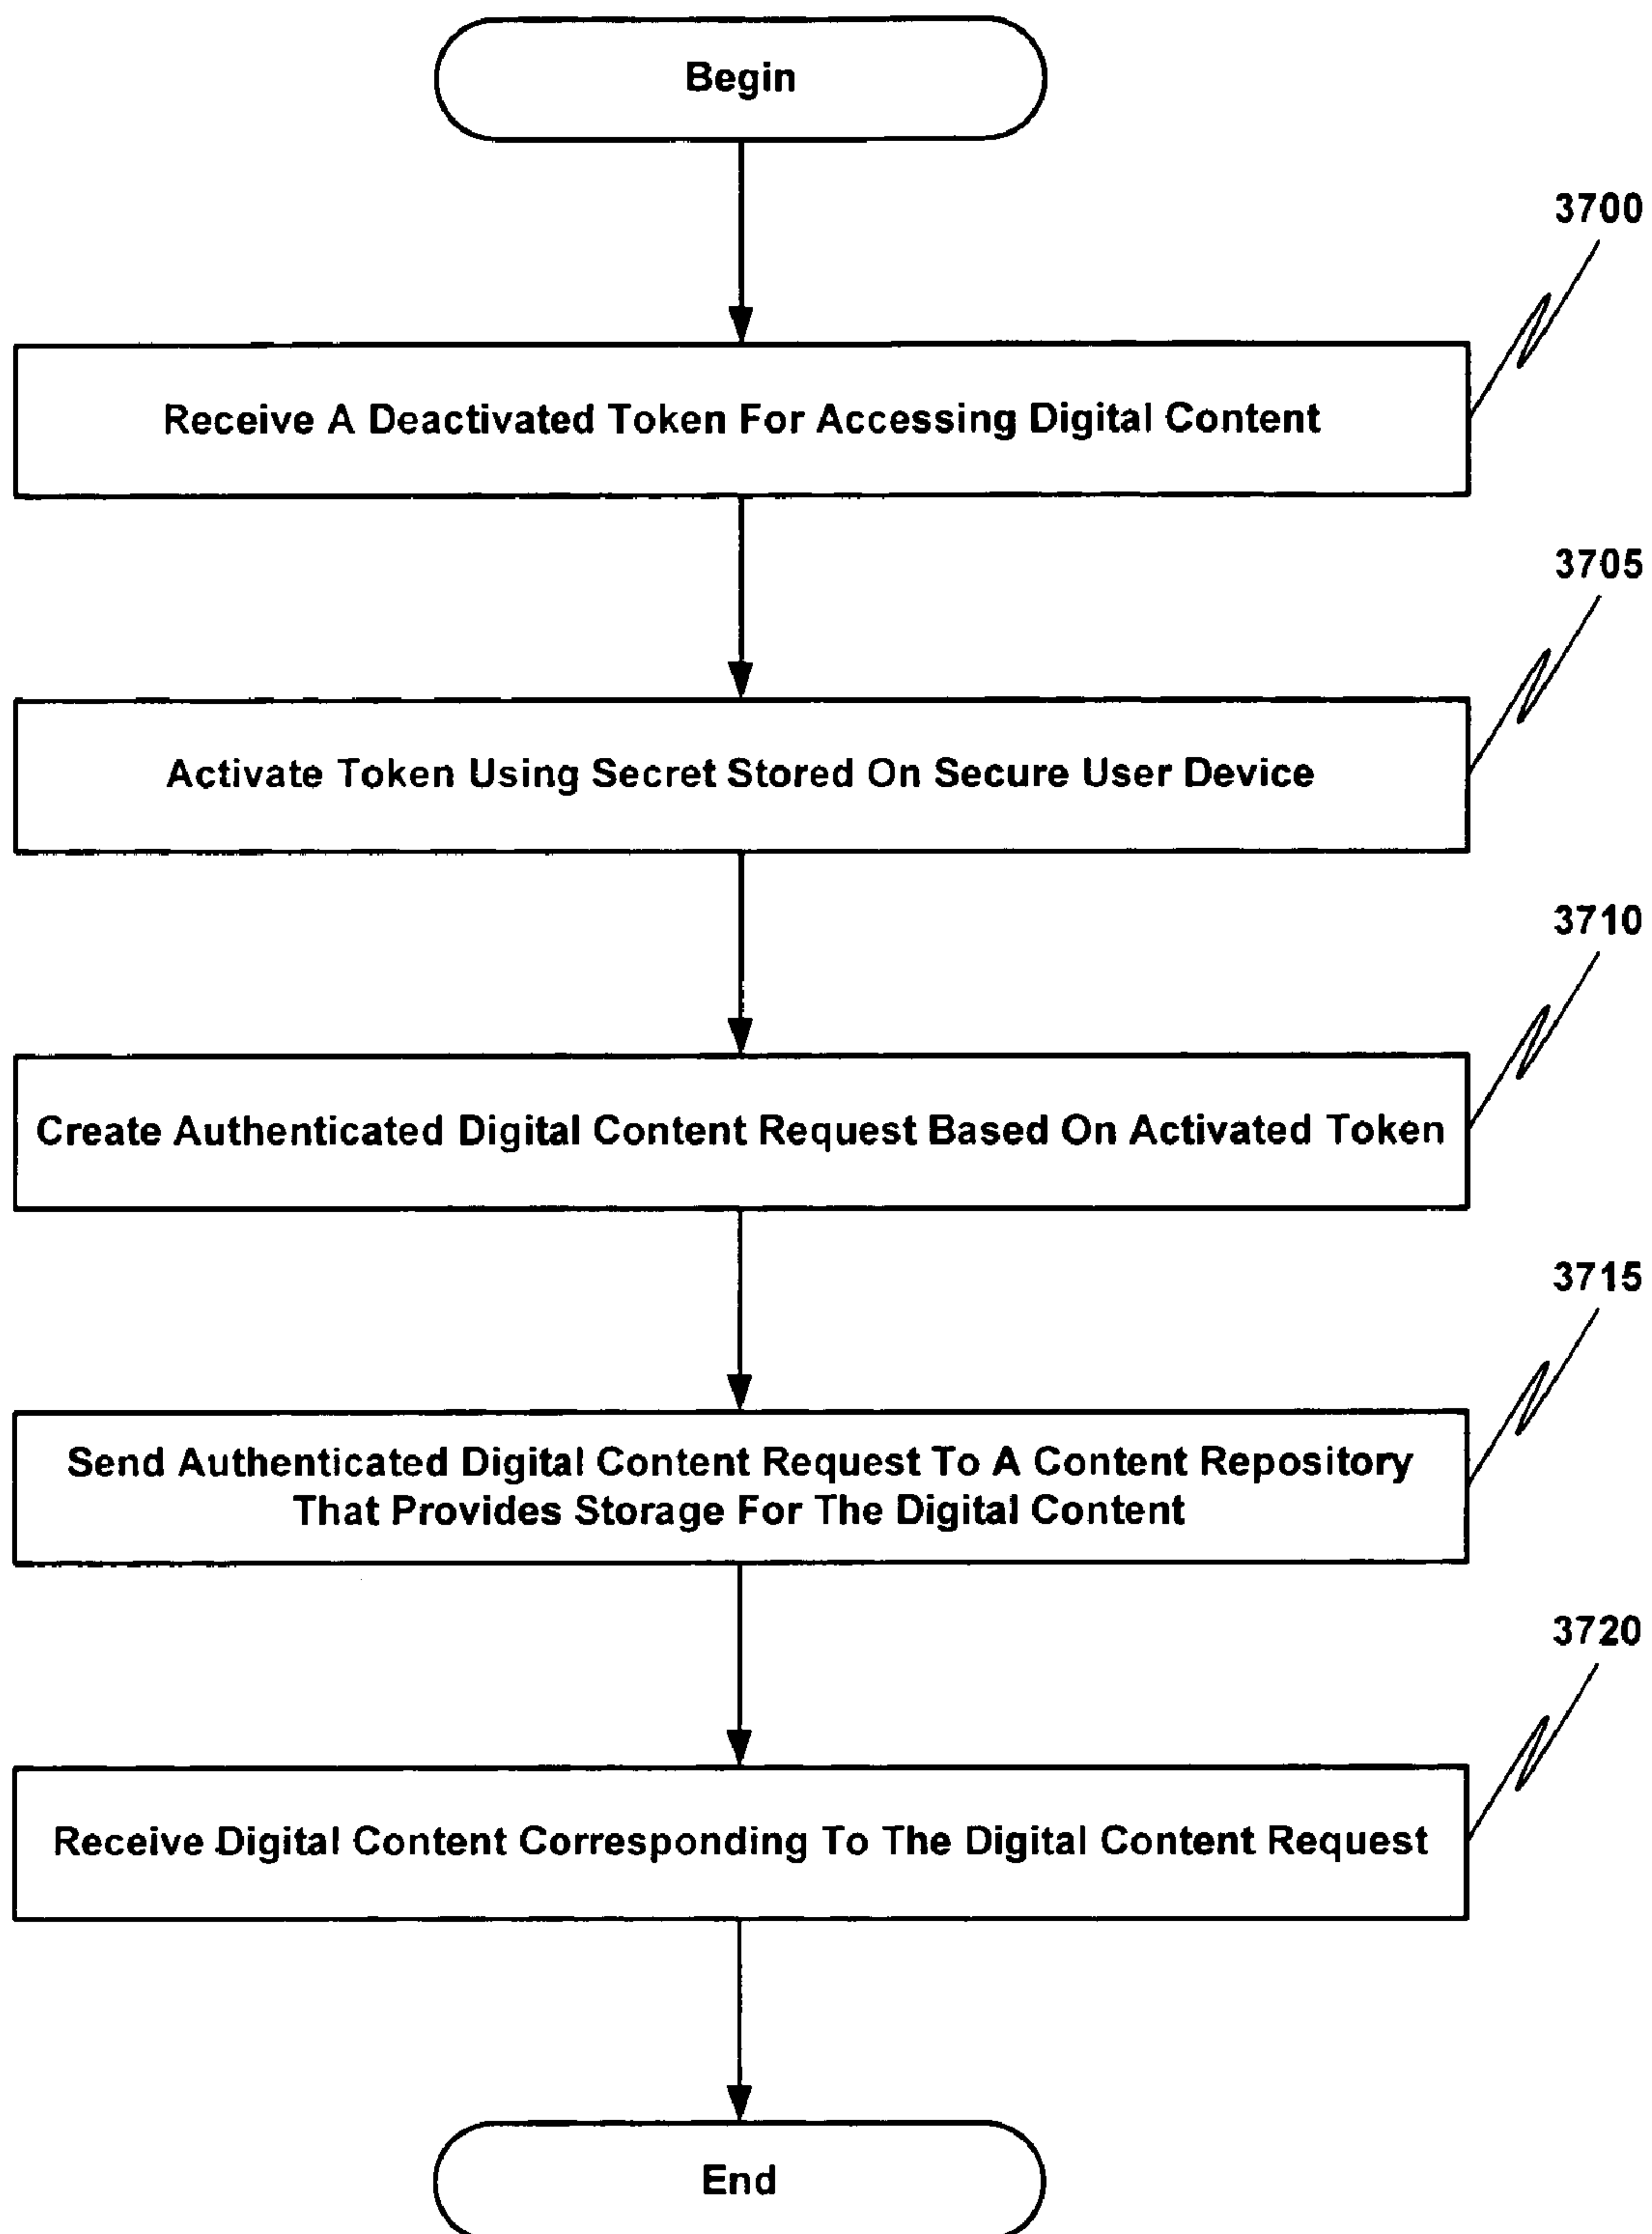 Begin
3700
Receive A Deactivated Token For Accessing Digital Content
3705
Activate Token Using Secret Stored On Secure User Device
3710
Create Authenticated Digital Content Request Based On Activated Token
3715
Send Authenticated Digital Content Request To A Content Repository
That Provides Storage For The Digital Content
3720
Receive Digital Content Corresponding To The Digital Content Request
End